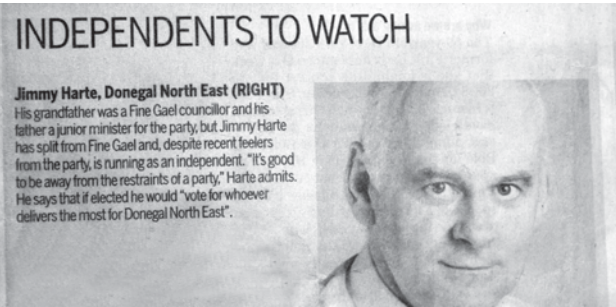 INDEPENDENTS TO WATCH
Jimmy Harte, Donegal North East (RIGHT)
His grandfather was a Fine Gael councillor and his
father a junior minister for the party, but Jimmy Harte
has split from Fine Gael and, despite recent feelers
from the party, is running as an independent. "It's good
to be away from the restraints of a party," Harte admits.
He says that if elected he would "vote for whoever
delivers the most for Donegal North East".